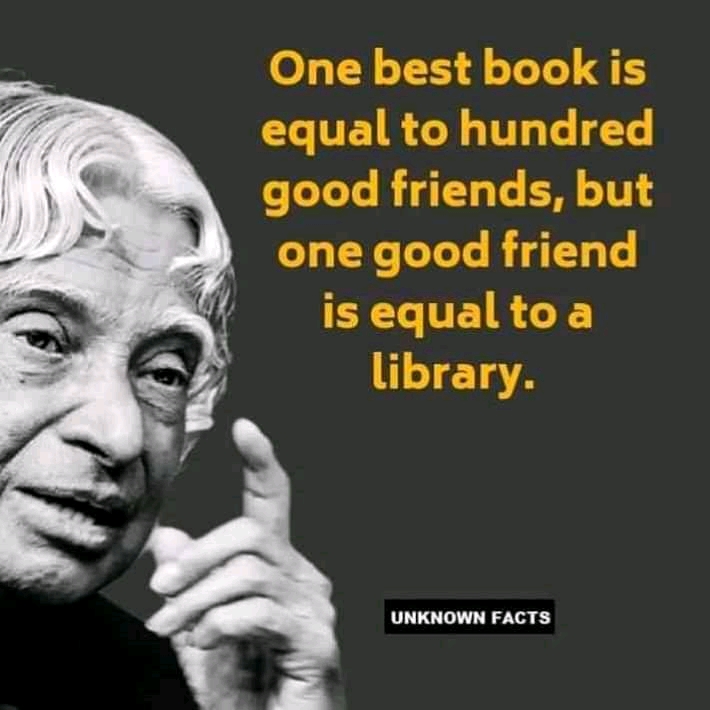 One best book is
equal to hundred
good friends, but
one good friend
is equal to a
library.
UNKNOWN FACTS